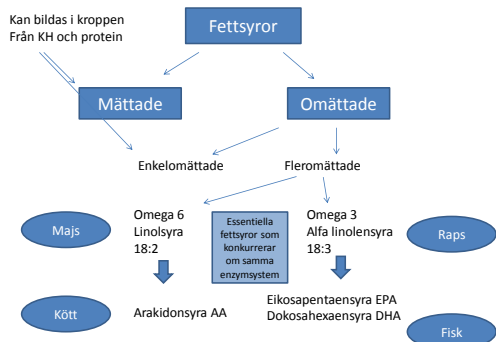 Kan bildas i kroppen
Från KH och protein
Fettsyror
Mättade
Omättade
Enkelomättade
Fleromättade
Majs
Omega 6
Linolsyra
18:2
Essentiella
fettsyror som
konkurrerar
om samma
enzymsystem
Omega 3
Alfa linolensyra
18:3
Raps
Kött
Arakidonsyra AA
Eikosapentaensyra EPA
Dokosahexaensyra DHA
Fisk